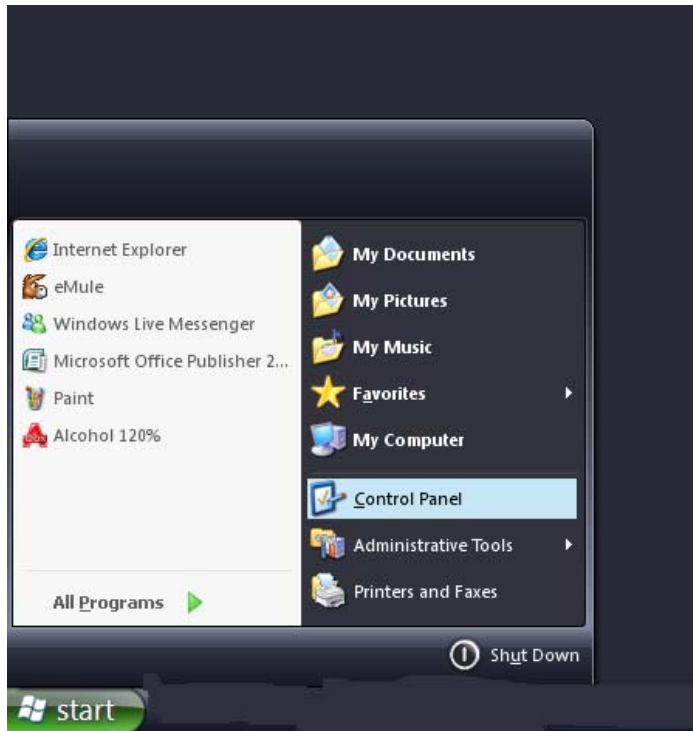 Internet Explorer
eMule
Windows Live Messenger
Microsoft Office Publisher 2...
Paint
Alcohol 120%
All Programs
My Documents
My Pictures
My Music
Favorites
My Computer
Control Panel
Administrative Tools
Printers and Faxes
Shut Down
start